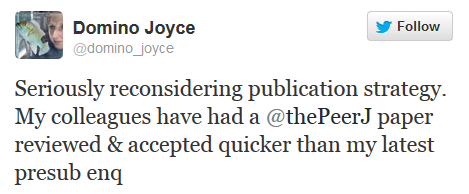 Domino Joyce
@domino_joyce
Follow
Seriously reconsidering publication strategy.
My colleagues have had a @thePeerJ paper
reviewed & accepted quicker than my latest
presub enq